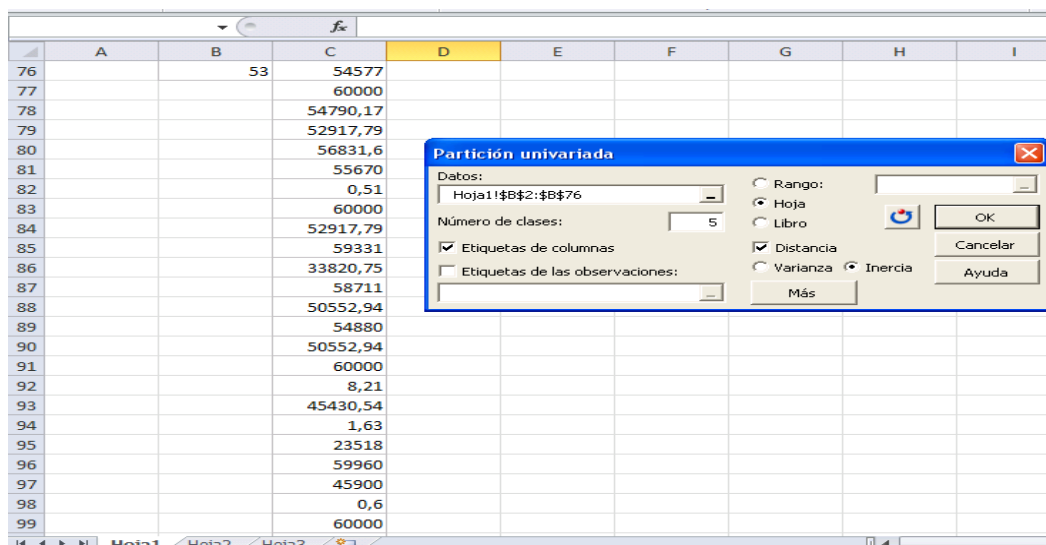 fx
A B C D E F G H I
76 53 54577
77 60000
78 54790,17
79 52917,79
80 56831,6
81 55670
82 0,51
83 60000
84 52917,79
85 59331
86 33820,75
87 58711
88 50552,94
89 54880
90 50552,94
91 60000
92 8,21
93 45430,54
94 1,63
95 23518
96 59960
97 45900
98 0,6
99 60000
Partición univariada
Datos:
Hoja1!$B$2:$B$76
Número de clases: 5
Etiquetas de columnas
Etiquetas de las observaciones:
Rango:
Hoja
Libro
Distancia
Varianza Inercia
Más
OK
Cancelar
Ayuda
Hoja1 Hoja2 Hoja3